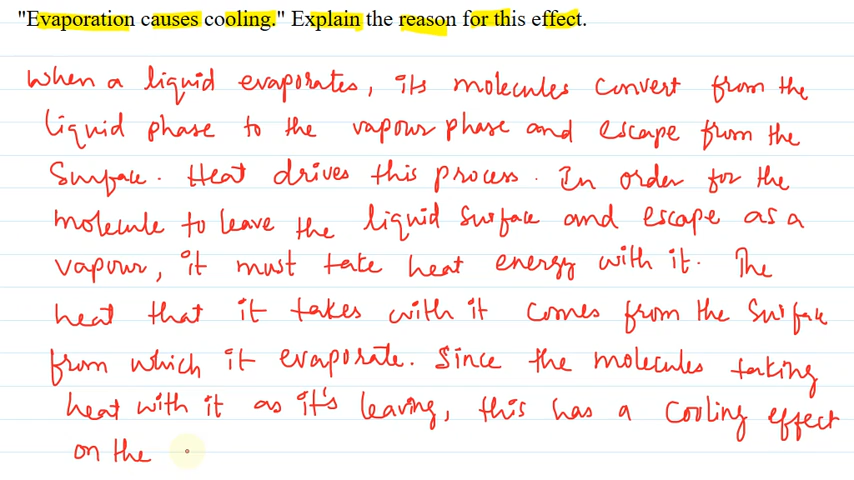 "Evaporation causes cooling." Explain the reason for this effect.
When a liquid evaporates, its molecules convert from the
liquid phase to the vapour phase and escape from the
Surface. Heat drives this process. In order for the
molecule to leave the liquid surface and escape as a
vapour, it must take heat energy with it. The
heat that it takes with it comes from the surface
from which it evaporate. Since the molecules taking
heat with it as it's leaving, this has a cooling effect
on the